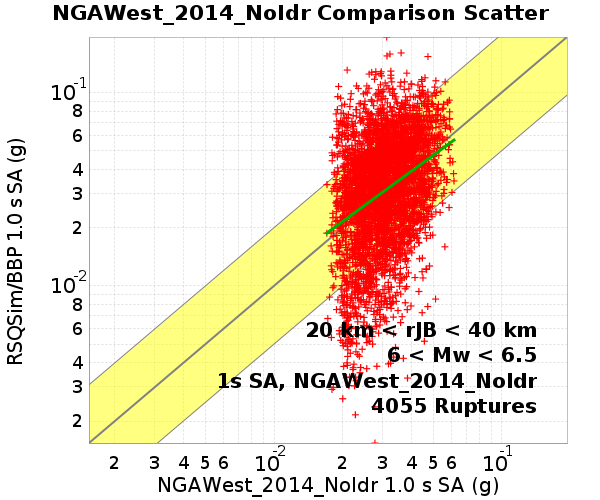 NGAWest_2014_NoIdr Comparison Scatter
RSQSim/BBP 1.0 s SA (g)
10-1
8
6
4
3
2
10-2
8
6
4
3
2
20 km < rJB < 40 km
6 < Mw < 6.5
1s SA, NGAWest_2014_NoIdr
4055 Ruptures
2 3 4 5 6 8 10-2 2 3 4 5 6 8 10-1
NGAWest_2014_NoIdr 1.0 s SA (g)